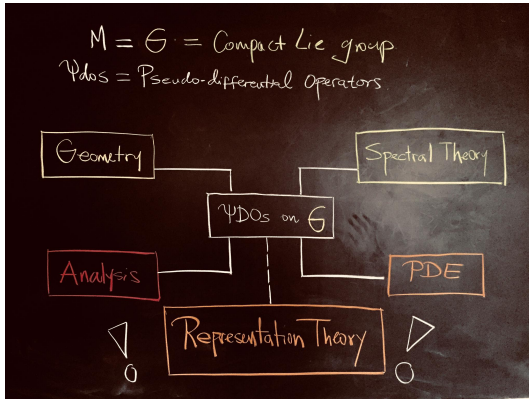 M = G = Compact Lie group
Ψdos = Pseudo-differential Operators
Geometry
Spectral Theory
ΨDOS on G
Analysis
PDE
Representation Theory